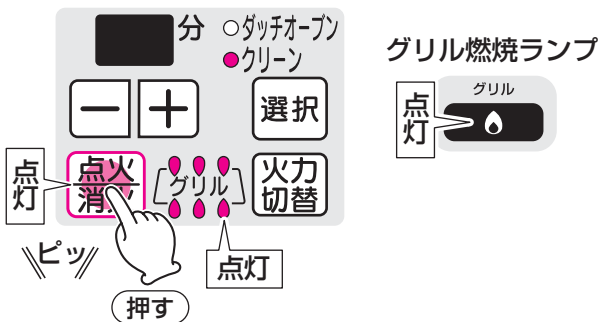 分
○ダッチオーブン
●クリーン
− +
選択
点火
消火
グリル
火力
切替
点灯
点灯
ピッ
押す
グリル燃焼ランプ
グリル
点灯